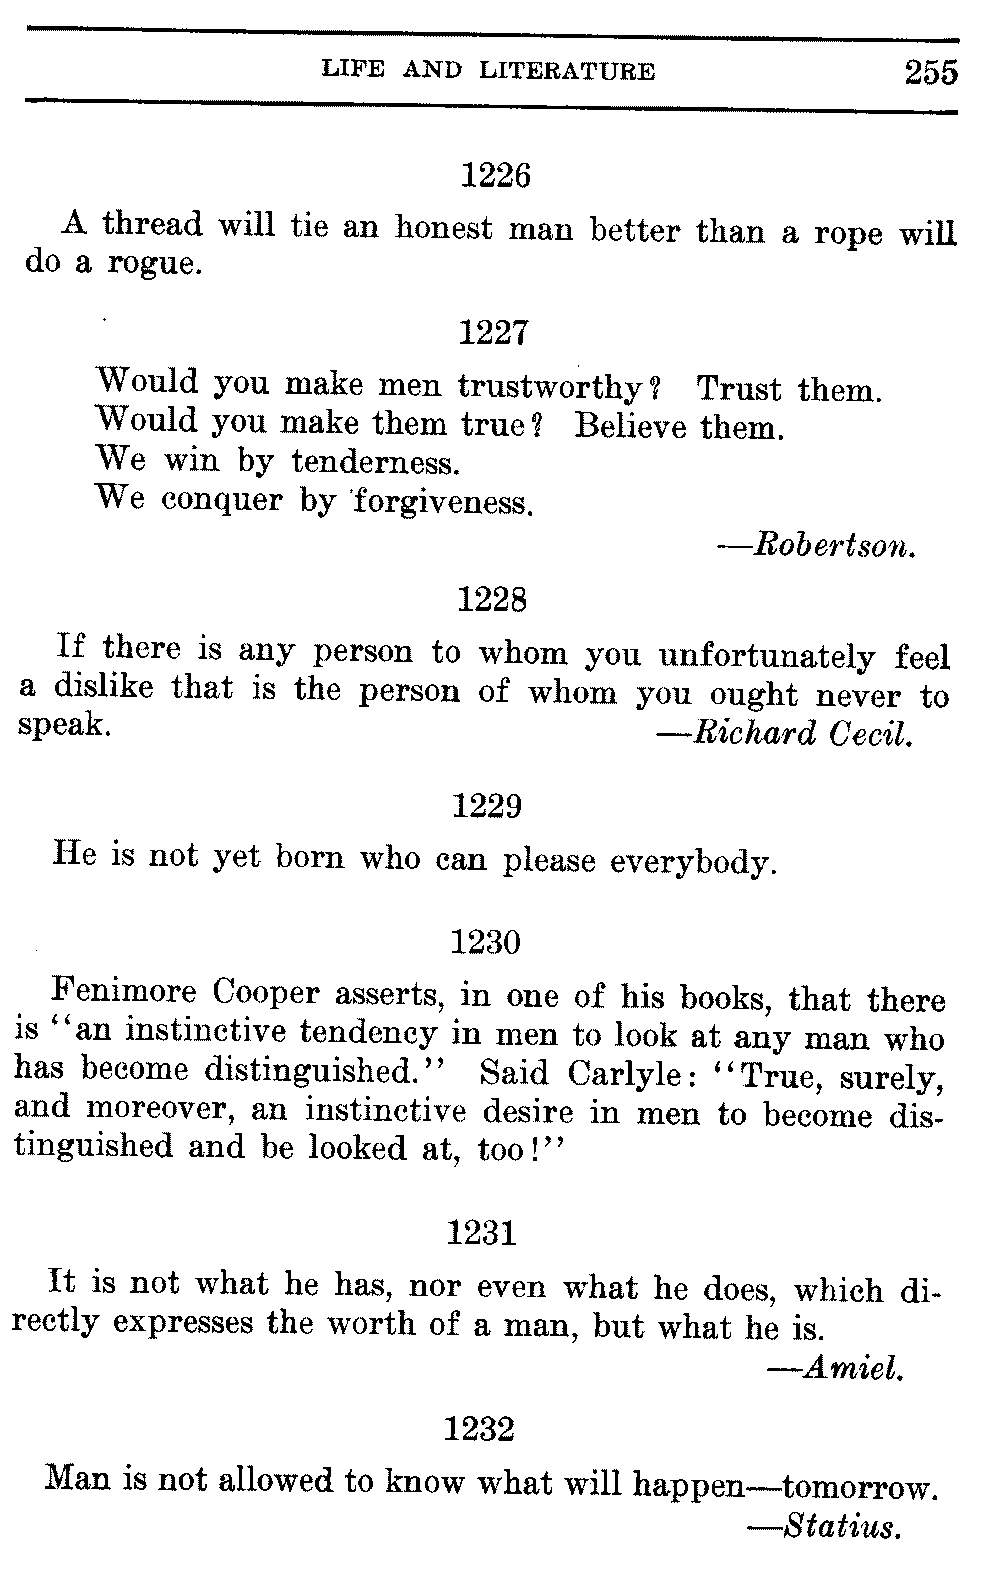 LIFE AND LITERATURE 255
1226
A thread will tie an honest man better than a rope will
do a rogue.
1227
Would you make men trustworthy? Trust them.
Would you make them true? Believe them.
We win by tenderness.
We conquer by forgiveness.
—Robertson.
1228
If there is any person to whom you unfortunately feel
a dislike that is the person of whom you ought never to
speak. —Richard Cecil.
1229
He is not yet born who can please everybody.
1230
Fenimore Cooper asserts, in one of his books, that there
is "an instinctive tendency in men to look at any man who
has become distinguished." Said Carlyle: "True, surely,
and moreover, an instinctive desire in men to become dis-
tinguished and be looked at, too!"
1231
It is not what he has, nor even what he does, which di-
rectly expresses the worth of a man, but what he is.
—Amiel.
1232
Man is not allowed to know what will happen—tomorrow.
—Statius.